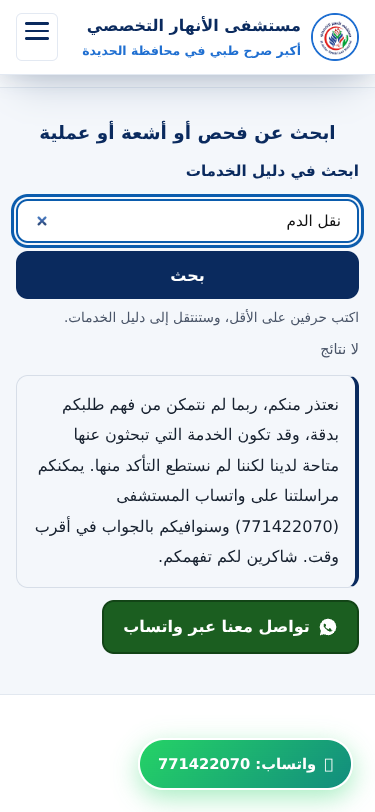 مستشفى الأنهار التخصصي
أكبر صرح طبي في محافظة الحديدة
ابحث عن فحص أو أشعة أو عملية
ابحث في دليل الخدمات
نقل الدم
بحث
اكتب حرفين على الأقل، وستنتقل إلى دليل الخدمات.
لا نتائج
نعتذر منكم، ربما لم نتمكن من فهم طلبكم
بدقة، وقد تكون الخدمة التي تبحثون عنها
متاحة لدينا لكننا لم نستطع التأكد منها. يمكنكم
مراسلتنا على واتساب المستشفى
(771422070) وسنوافيكم بالجواب في أقرب
وقت. شاكرين لكم تفهمكم.
تواصل معنا عبر واتساب
واتساب: 771422070